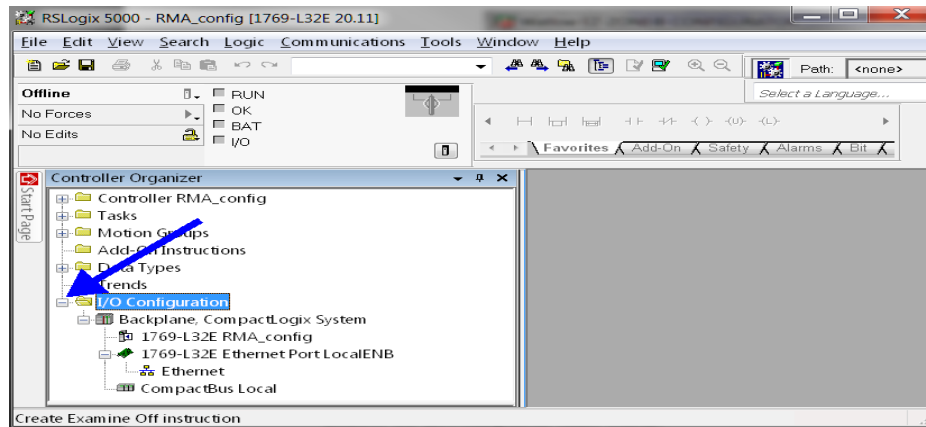 RSLogix 5000 - RMA_config [1769-L32E 20.11]
File Edit View Search Logic Communications Tools Window Help
Path: <none>
Offline
RUN
Select a Language...
No Forces
OK
BAT
No Edits
I/O
Favorites Add-On Safety Alarms Bit
Start Page
Controller Organizer
Controller RMA_config
Tasks
Motion Groups
Add-On Instructions
Data Types
Trends
I/O Configuration
Backplane, CompactLogix System
1769-L32E RMA_config
1769-L32E Ethernet Port LocalENB
Ethernet
CompactBus Local
Create Examine Off instruction